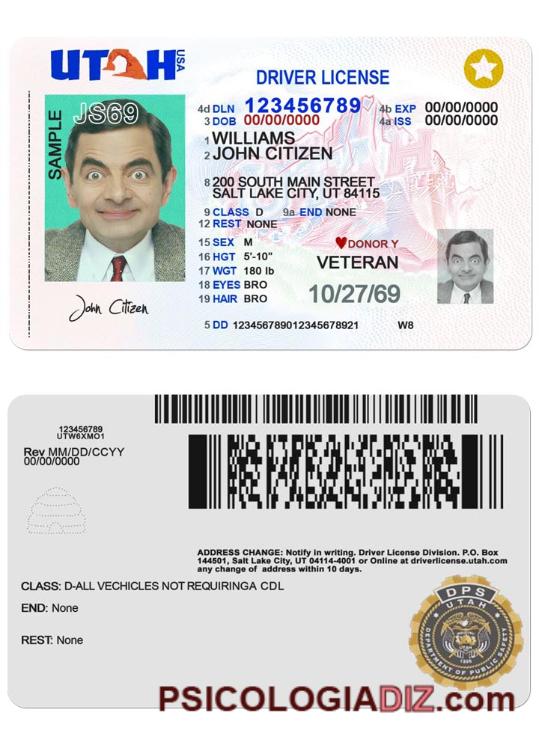 UTAH USA
DRIVER LICENSE
SAMPLE
JS69
4d DLN 123456789 4b EXP 00/00/0000
3 DOB 00/00/0000 4a ISS 00/00/0000
1 WILLIAMS
2 JOHN CITIZEN
8 200 SOUTH MAIN STREET
SALT LAKE CITY, UT 84115
9 CLASS D 9a END NONE
12 REST NONE
15 SEX M DONOR Y
16 HGT 5'-10"
VETERAN
17 WGT 180 lb
18 EYES BRO
19 HAIR BRO
10/27/69
John Citizen
5 DD 123456789012345678921 W8
123456789
UTW6XMO1
Rev MM/DD/CCYY
00/00/0000
ADDRESS CHANGE: Notify in writing. Driver License Division. P.O. Box
144501, Salt Lake City, UT 04114-4001 or Online at driverlicense.utah.com
any change of address within 10 days.
CLASS: D-ALL VECHICLES NOT REQUIRINGA CDL
END: None
REST: None
DPS
UTAH
DEPARTMENT OF PUBLIC SAFETY
1896
PSICOLOGIADIZ.com